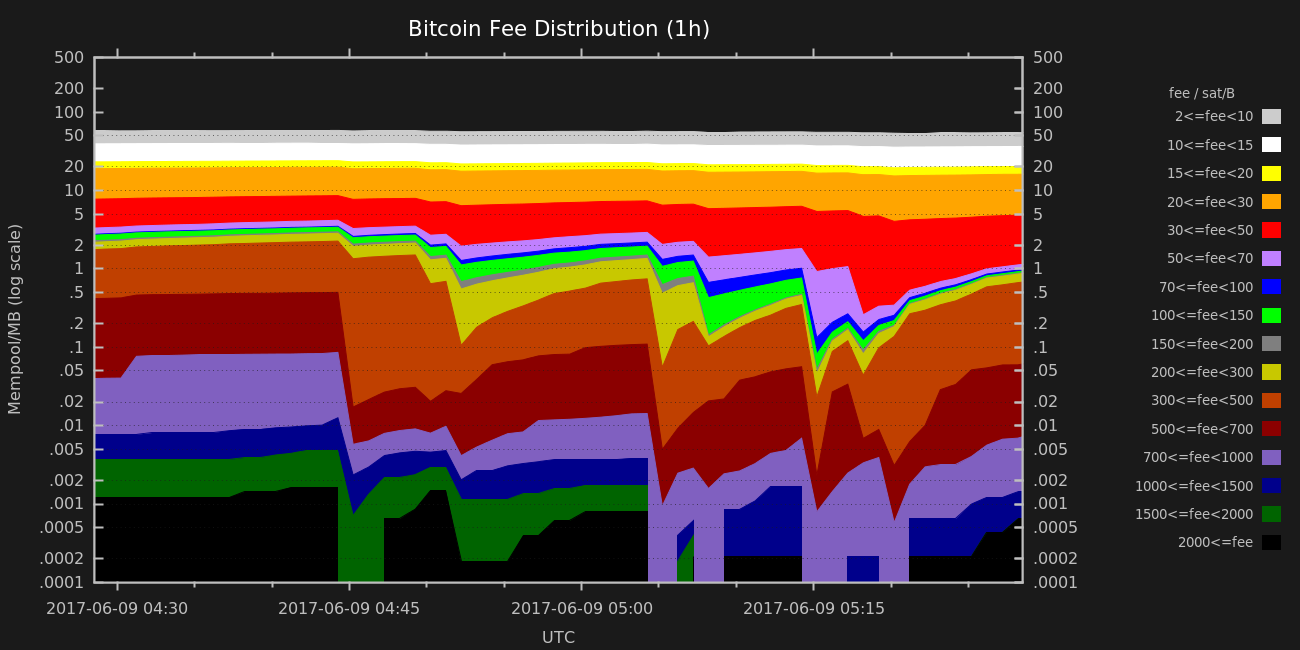 Bitcoin Fee Distribution (1h)
500 500
200 200
100 100
50 50
20 20
10 10
5 5
2 2
1 1
.5 .5
.2 .2
.1 .1
.05 .05
.02 .02
.01 .01
.005 .005
.002 .002
.001 .001
.0005 .0005
.0002 .0002
.0001 .0001
Mempool/MB (log scale)
2017-06-09 04:30 2017-06-09 04:45 2017-06-09 05:00 2017-06-09 05:15
UTC
fee / sat/B
2<=fee<10
10<=fee<15
15<=fee<20
20<=fee<30
30<=fee<50
50<=fee<70
70<=fee<100
100<=fee<150
150<=fee<200
200<=fee<300
300<=fee<500
500<=fee<700
700<=fee<1000
1000<=fee<1500
1500<=fee<2000
2000<=fee